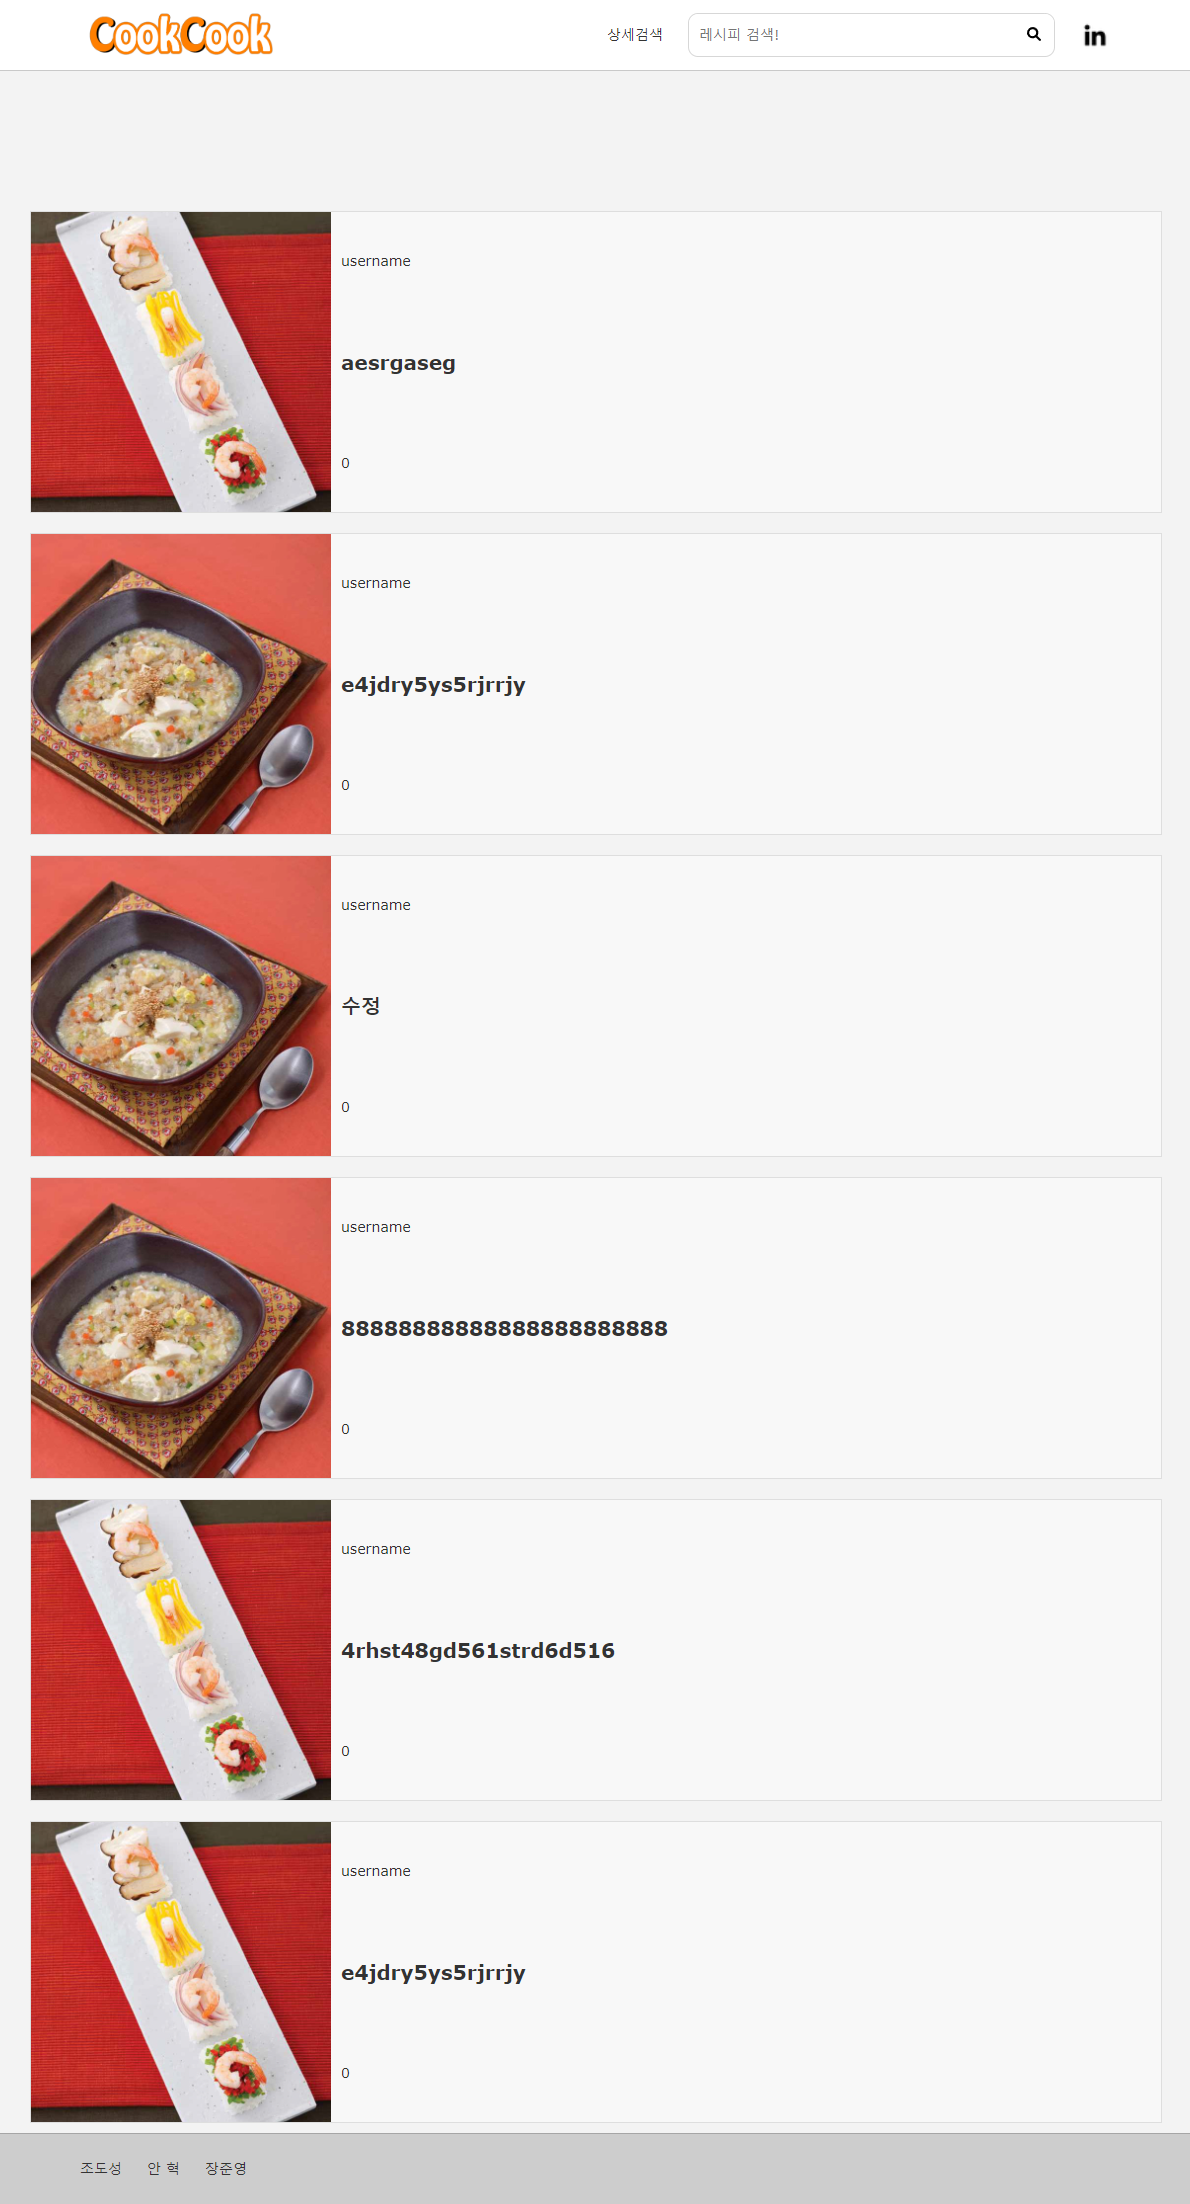 CookCook
상세검색
레시피 검색!
in
username
aesrgaseg
0
username
e4jdry5ys5rjrrjy
0
username
수정
0
username
88888888888888888888888
0
username
4rhst48gd561strd6d516
0
username
e4jdry5ys5rjrrjy
0
조도성 안 혁 장준영